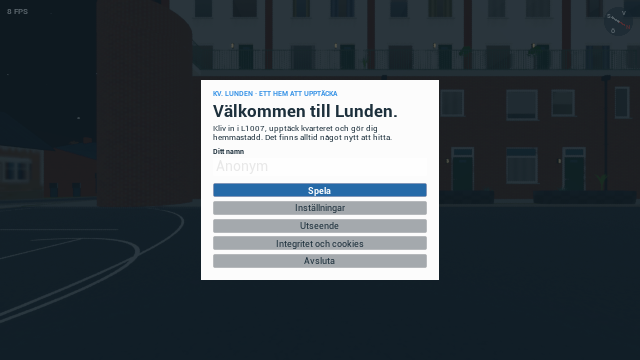 8 FPS
V
S
N
O
KV. LUNDEN · ETT HEM ATT UPPTÄCKA
Välkommen till Lunden.
Kliv in i L1007, upptäck kvarteret och gör dig
hemmastadd. Det finns alltid något nytt att hitta.
Ditt namn
Anonym
Spela
Inställningar
Utseende
Integritet och cookies
Avsluta